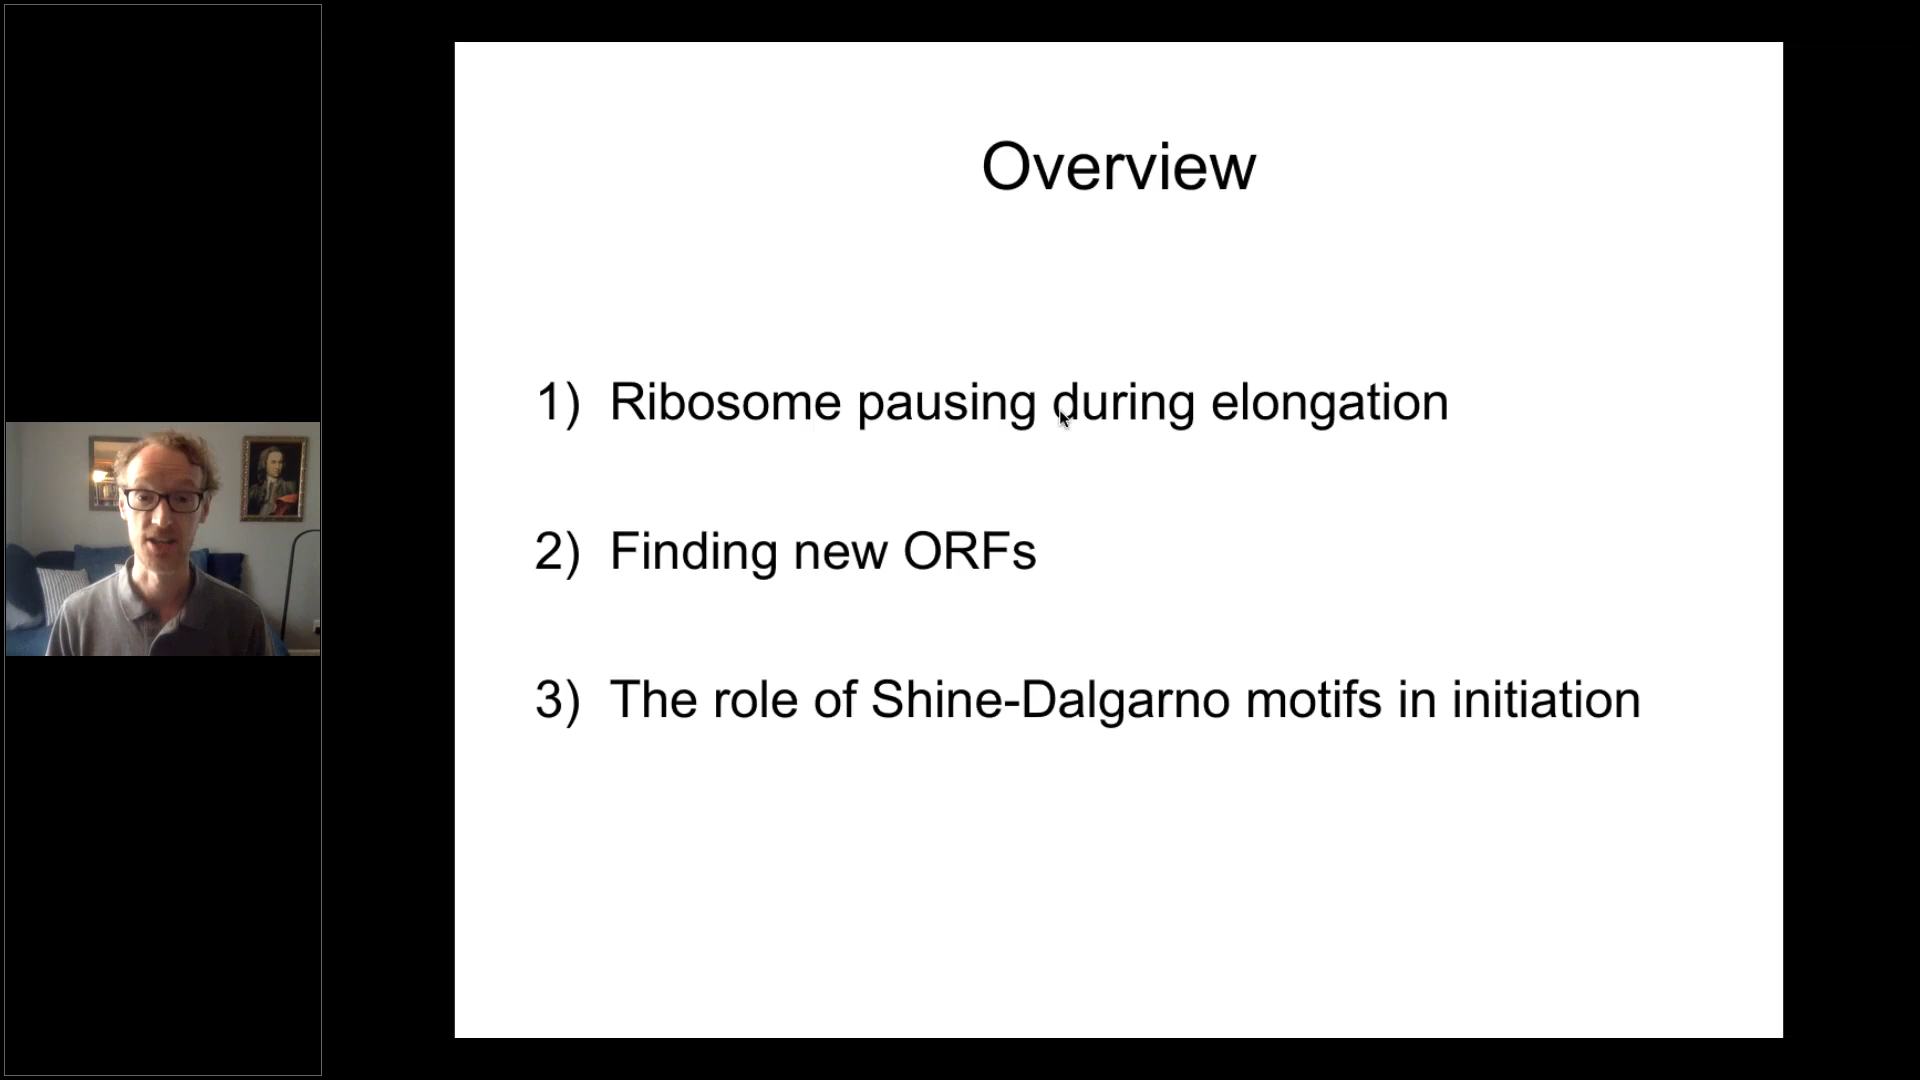 Overview
1) Ribosome pausing during elongation
2) Finding new ORFs
3) The role of Shine-Dalgarno motifs in initiation